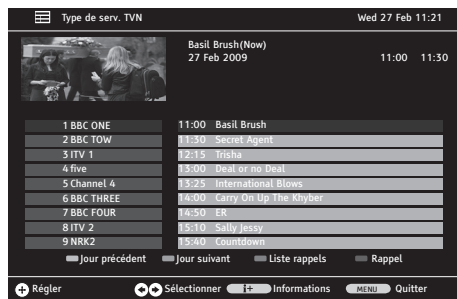 Type de serv. TVN Wed 27 Feb 11:21
Basil Brush(Now)
27 Feb 2009 11:00 11:30
1 BBC ONE 11:00 Basil Brush
2 BBC TOW 11:30 Secret Agent
3 ITV 1 12:15 Trisha
4 five 13:00 Deal or no Deal
5 Channel 4 13:25 International Blows
6 BBC THREE 14:00 Carry On Up The Khyber
7 BBC FOUR 14:50 ER
8 ITV 2 15:10 Sally Jessy
9 NRK2 15:40 Countdown
Jour précédent Jour suivant Liste rappels Rappel
Régler Sélectionner i+ Informations MENU Quitter